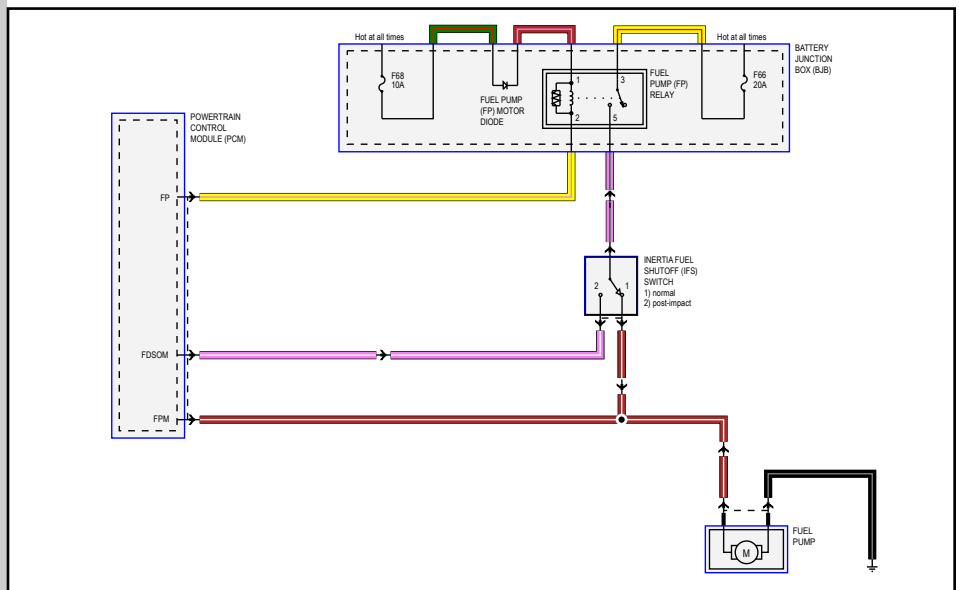 Hot at all times
Hot at all times
BATTERY
JUNCTION
BOX (BJB)
F68
10A
FUEL PUMP
(FP) MOTOR
DIODE
1
3
2
5
FUEL
PUMP (FP)
RELAY
F66
20A
POWERTRAIN
CONTROL
MODULE (PCM)
FP
FDSOM
FPM
2
1
INERTIA FUEL
SHUTOFF (IFS)
SWITCH
1) normal
2) post-impact
M
FUEL
PUMP